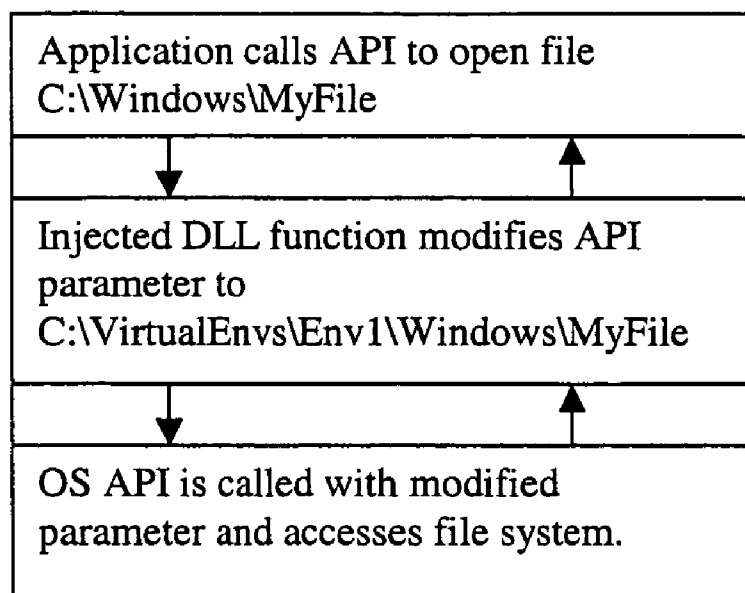 Application calls API to open file
C:\Windows\MyFile
Injected DLL function modifies API
parameter to
C:\VirtualEnvs\Env1\Windows\MyFile
OS API is called with modified
parameter and accesses file system.